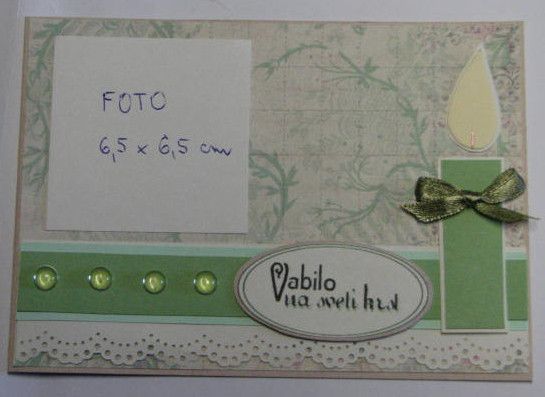 FOTO
6,5 x 6,5 cm
Vabilo
na sveti krst